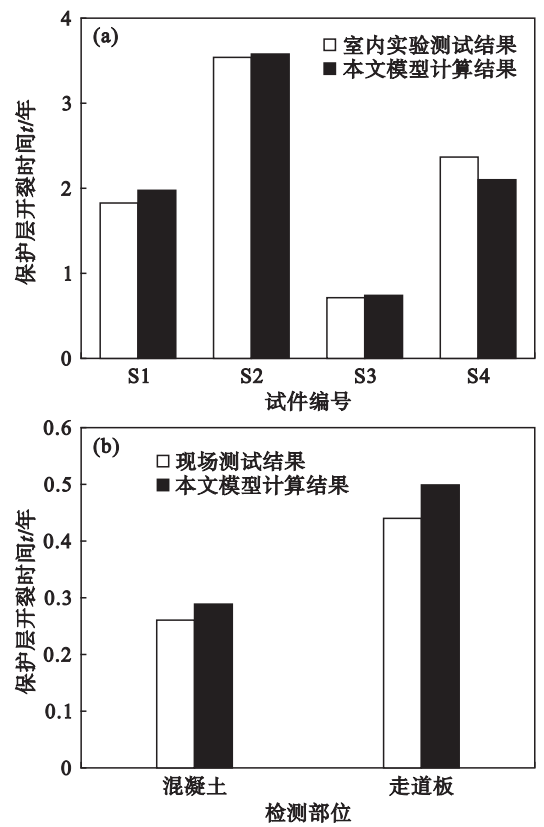 (a)
室内实验测试结果
本文模型计算结果
保护层开裂时间t/年
4
3
2
1
0
S1 S2 S3 S4
试件编号
(b)
现场测试结果
本文模型计算结果
保护层开裂时间t/年
0.6
0.5
0.4
0.3
0.2
0.1
0
混凝土 走道板
检测部位